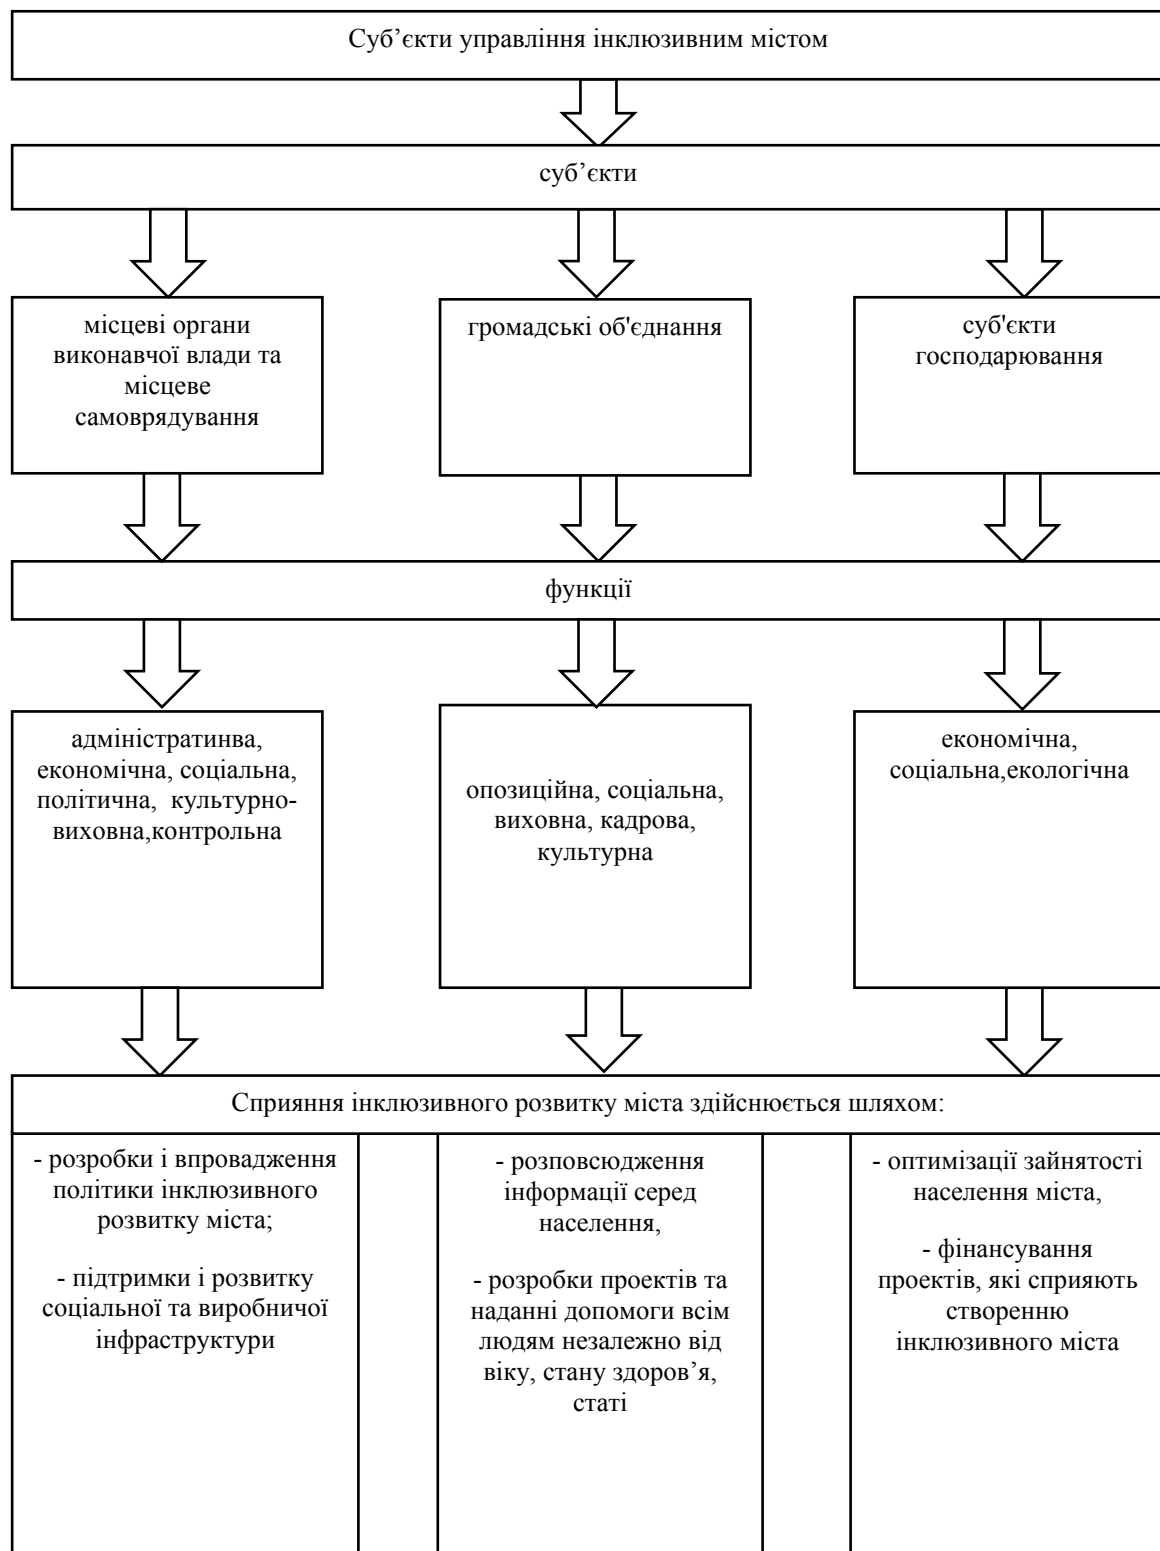 Суб’єкти управління інклюзивним містом
суб’єкти
місцеві органи
виконавчої влади та
місцеве
самоврядування
громадські об'єднання
суб'єкти
господарювання
функції
адміністратинва,
економічна, соціальна,
політична, культурно-
виховна,контрольна
опозиційна, соціальна,
виховна, кадрова,
культурна
економічна,
соціальна,екологічна
Сприяння інклюзивного розвитку міста здійснюється шляхом:
- розробки і впровадження
політики інклюзивного
розвитку міста;
- підтримки і розвитку
соціальної та виробничої
інфраструктури
- розповсюдження
інформації серед
населення,
- розробки проектів та
наданні допомоги всім
людям незалежно від
віку, стану здоров’я,
статі
- оптимізації зайнятості
населення міста,
- фінансування
проектів, які сприяють
створенню
інклюзивного міста